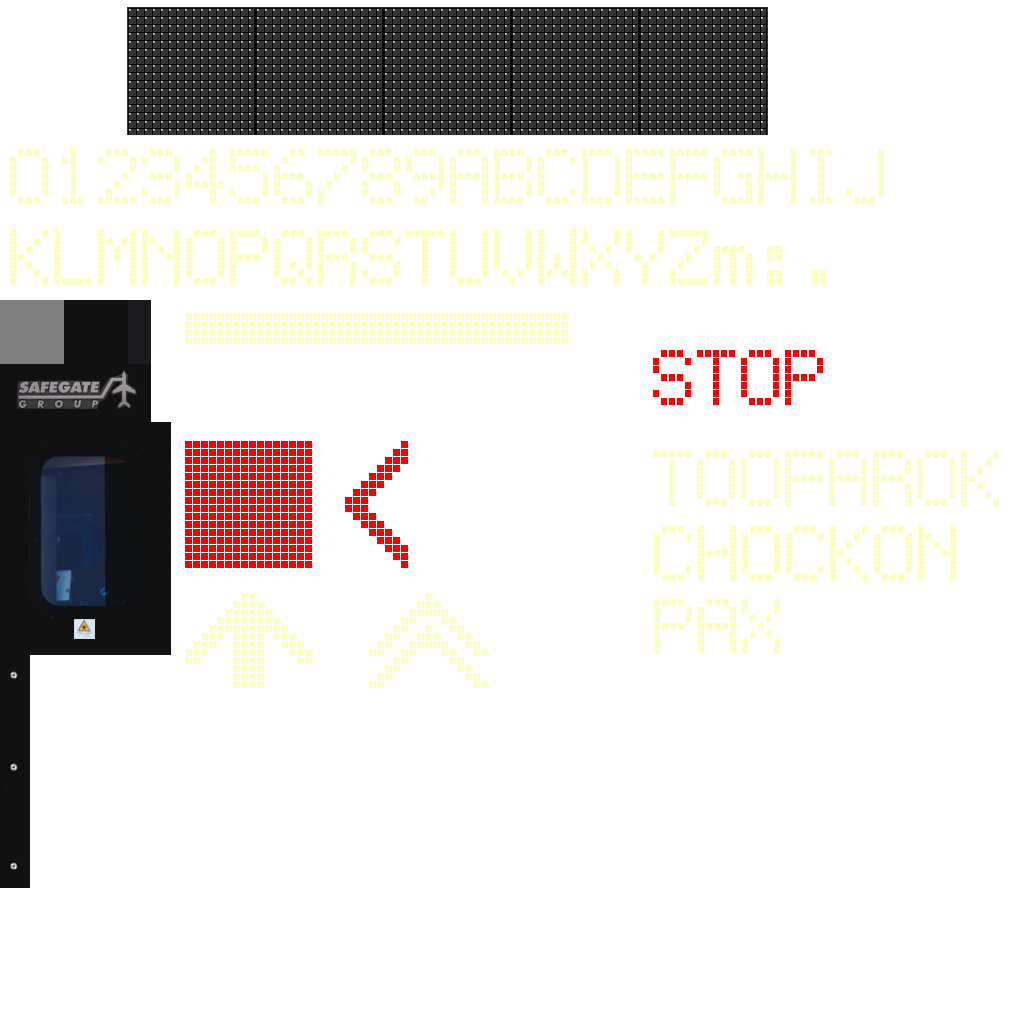 0123456789ABCDEFGHIJ
KLMNOPQRSTUVWXYZm:.
SAFEGATE
GROUP
STOP
TOOFAROK
CHOCKON
PAX